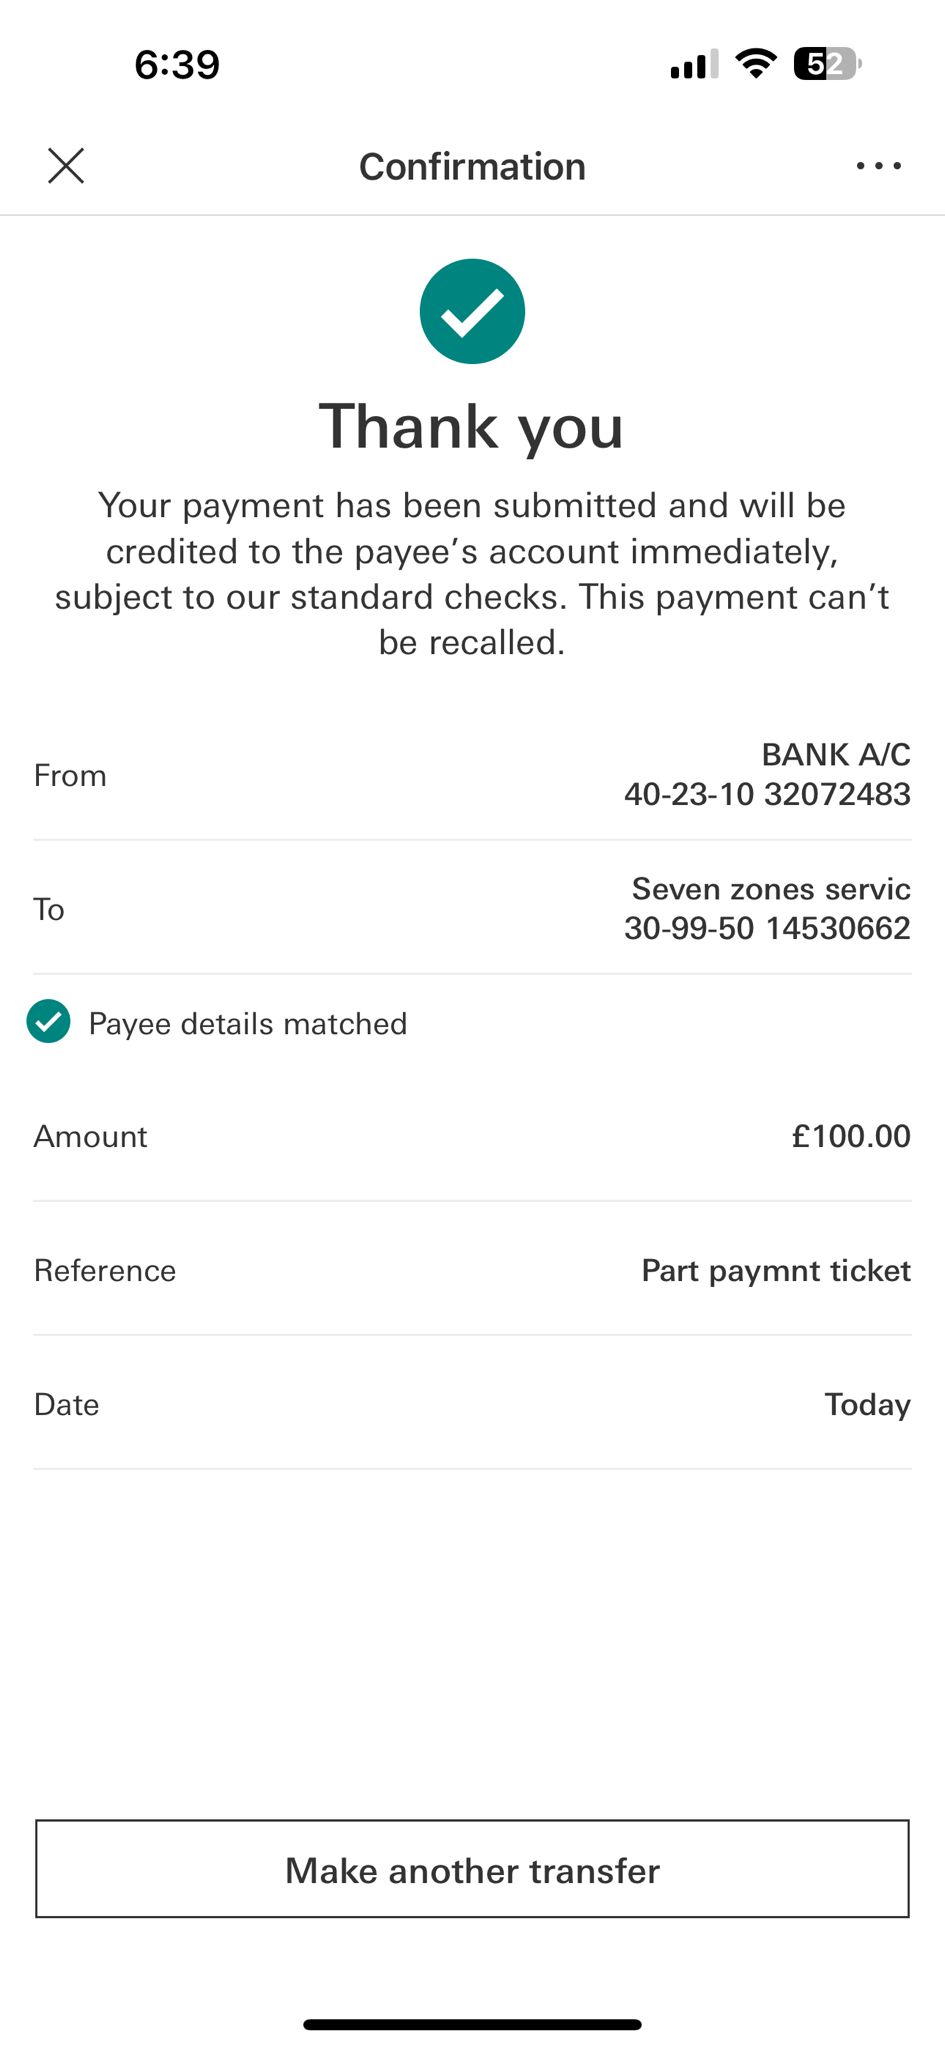 6:39
52
Confirmation
Thank you
Your payment has been submitted and will be
credited to the payee’s account immediately,
subject to our standard checks. This payment can’t
be recalled.
From
BANK A/C
40-23-10 32072483
To
Seven zones servic
30-99-50 14530662
Payee details matched
Amount
£100.00
Reference
Part paymnt ticket
Date
Today
Make another transfer